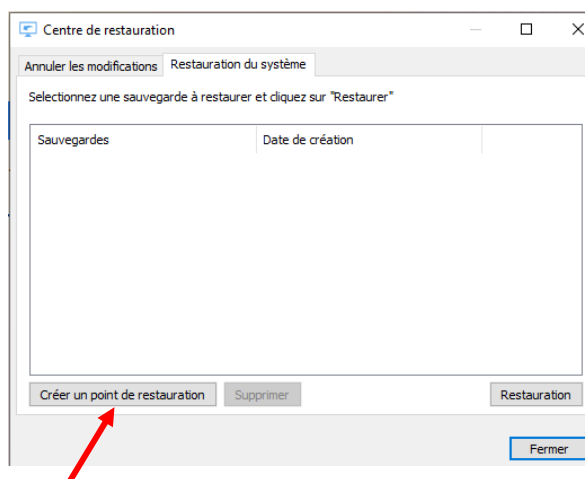 Centre de restauration
Annuler les modifications Restauration du système
Selectionnez une sauvegarde à restaurer et cliquez sur "Restaurer"
Sauvegardes Date de création
Créer un point de restauration Supprimer Restauration
Fermer